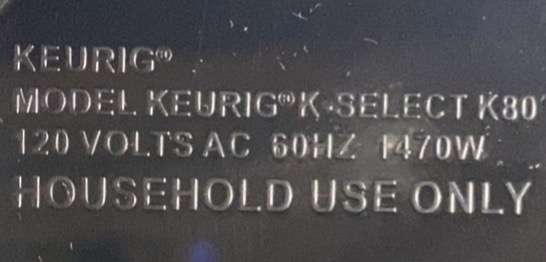 KEURIG®
MODEL KEURIG® K-SELECT K80
120 VOLTS AC 60HZ 1470W
HOUSEHOLD USE ONLY